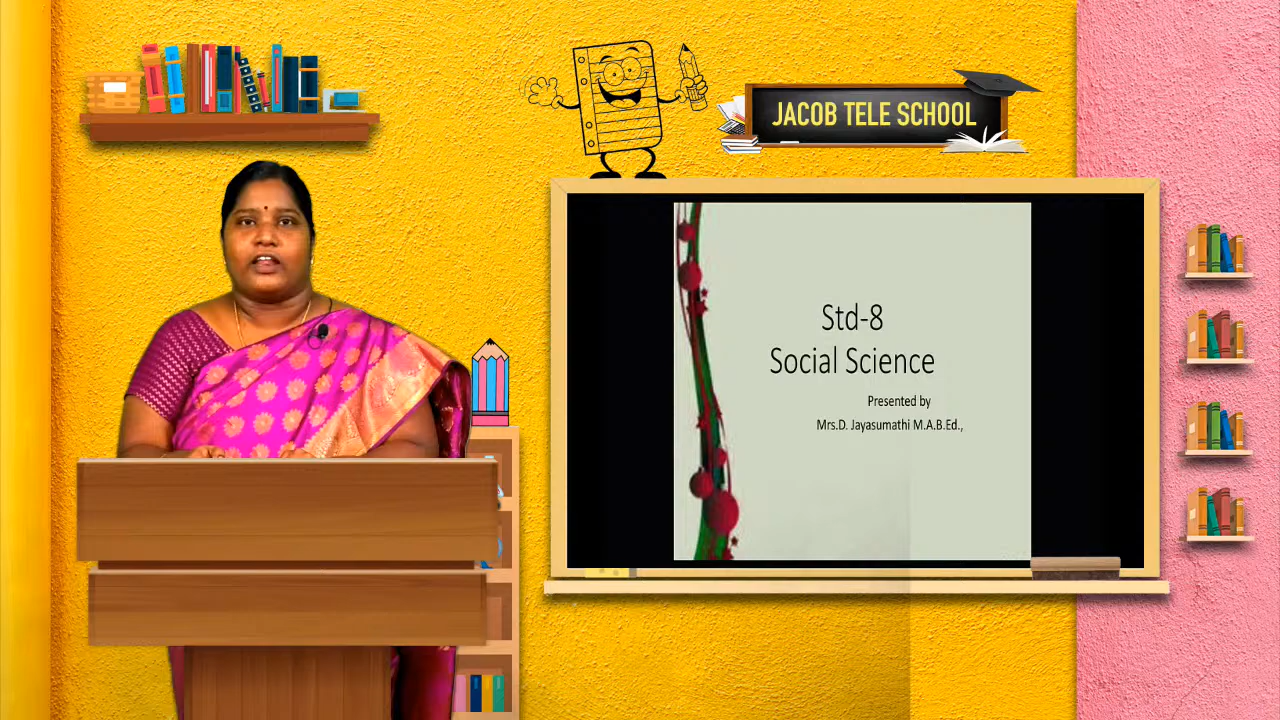 JACOB TELE SCHOOL
Std-8
Social Science
Presented by
Mrs.D. Jayasumathi M.A.B.Ed.,